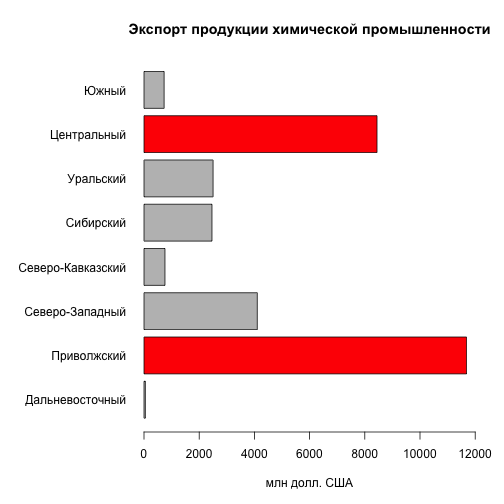 Экспорт продукции химической промышленности
Южный
Центральный
Уральский
Сибирский
Северо-Кавказский
Северо-Западный
Приволжский
Дальневосточный
0 2000 4000 6000 8000 10000 12000
млн долл. США